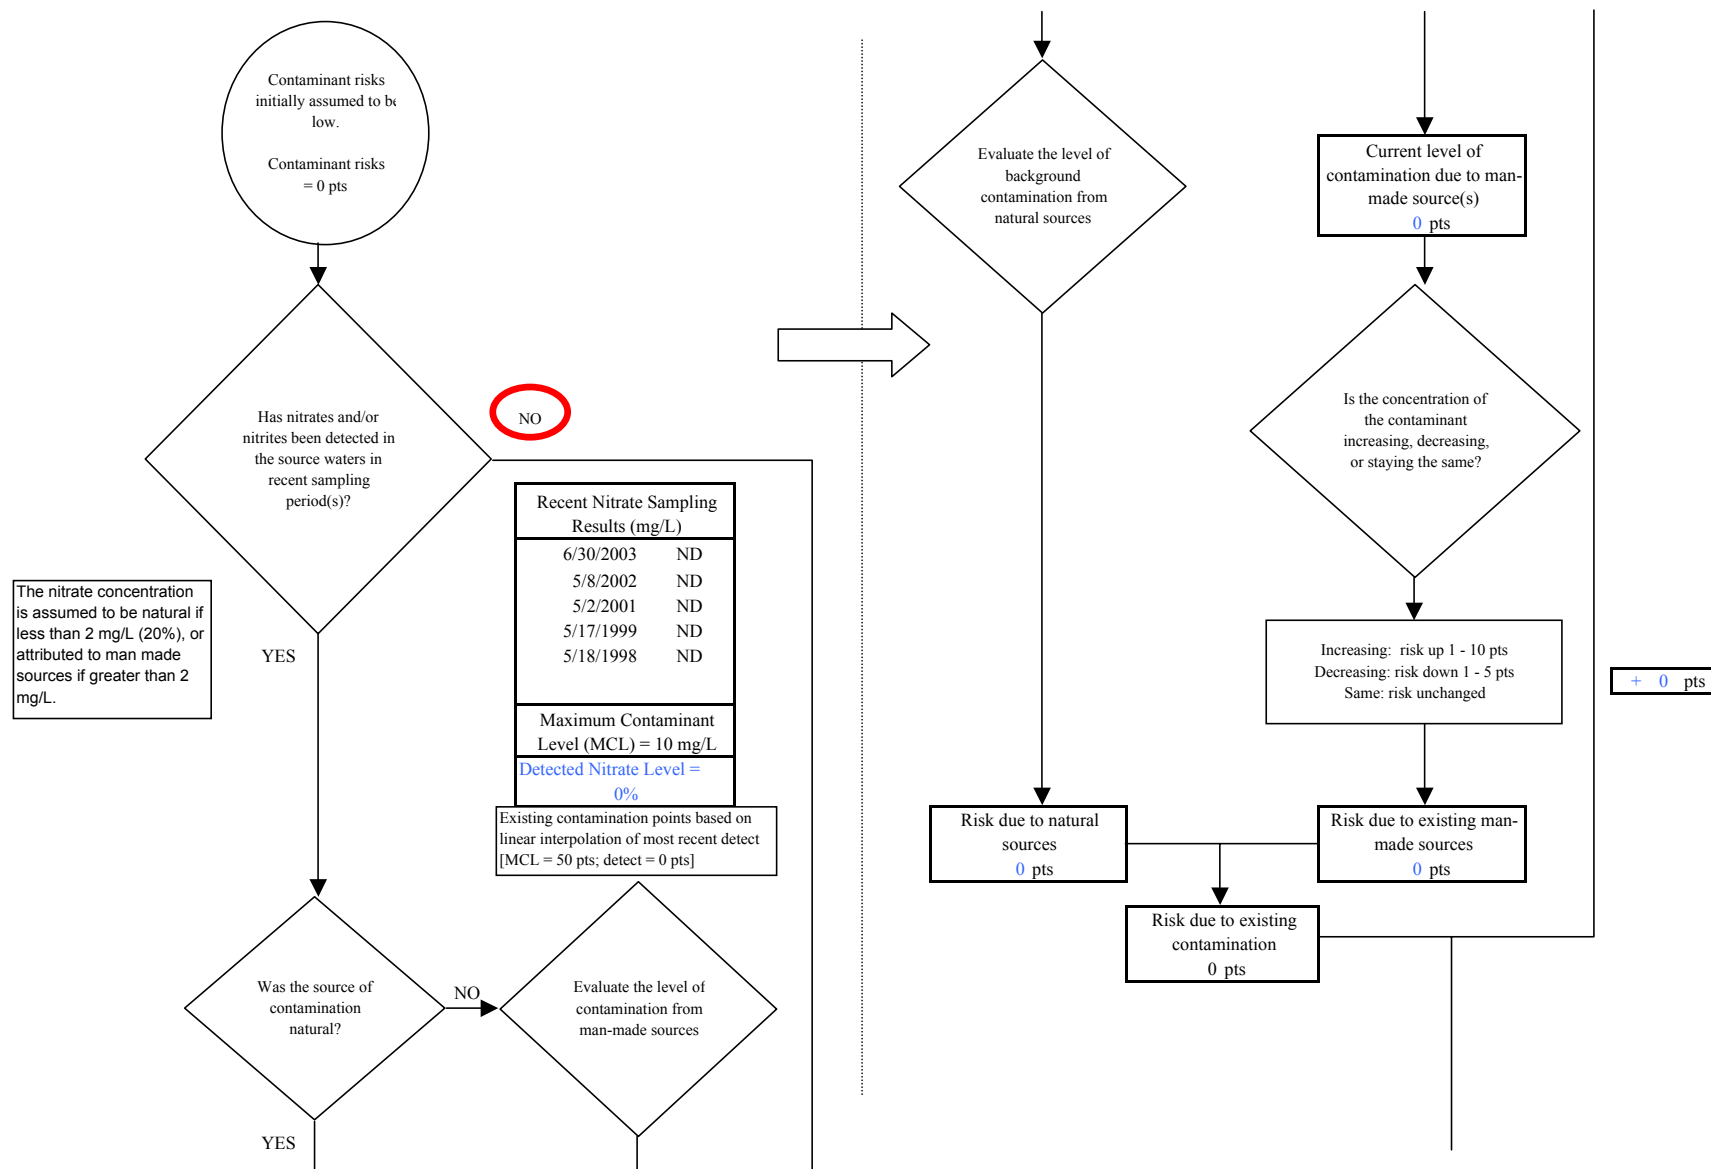 Contaminant risks
initially assumed to be
low.
Contaminant risks
= 0 pts
Has nitrates and/or
nitrites been detected in
the source waters in
recent sampling
period(s)?
NO
YES
The nitrate concentration
is assumed to be natural if
less than 2 mg/L (20%), or
attributed to man made
sources if greater than 2
mg/L.
Recent Nitrate Sampling
Results (mg/L)
6/30/2003 ND
5/8/2002 ND
5/2/2001 ND
5/17/1999 ND
5/18/1998 ND
Maximum Contaminant
Level (MCL) = 10 mg/L
Detected Nitrate Level =
0%
Existing contamination points based on
linear interpolation of most recent detect
[MCL = 50 pts; detect = 0 pts]
Was the source of
contamination
natural?
NO
YES
Evaluate the level of
contamination from
man-made sources
Evaluate the level of
background
contamination from
natural sources
Current level of
contamination due to man-
made source(s)
0 pts
Is the concentration of
the contaminant
increasing, decreasing,
or staying the same?
Increasing: risk up 1 - 10 pts
Decreasing: risk down 1 - 5 pts
Same: risk unchanged
+ 0 pts
Risk due to natural
sources
0 pts
Risk due to existing man-
made sources
0 pts
Risk due to existing
contamination
0 pts